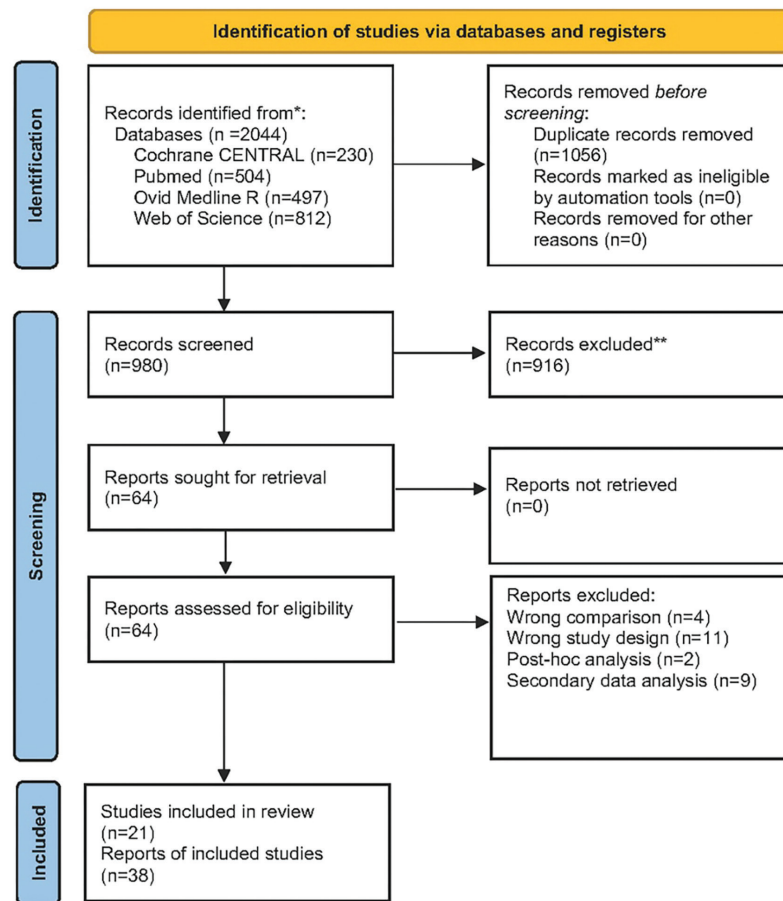 Identification of studies via databases and registers
Identification
Records identified from*:
Databases (n =2044)
Cochrane CENTRAL (n=230)
Pubmed (n=504)
Ovid Medline R (n=497)
Web of Science (n=812)
Records removed before
screening:
Duplicate records removed
(n=1056)
Records marked as ineligible
by automation tools (n=0)
Records removed for other
reasons (n=0)
Screening
Records screened
(n=980)
Records excluded**
(n=916)
Reports sought for retrieval
(n=64)
Reports not retrieved
(n=0)
Reports assessed for eligibility
(n=64)
Reports excluded:
Wrong comparison (n=4)
Wrong study design (n=11)
Post-hoc analysis (n=2)
Secondary data analysis (n=9)
Included
Studies included in review
(n=21)
Reports of included studies
(n=38)